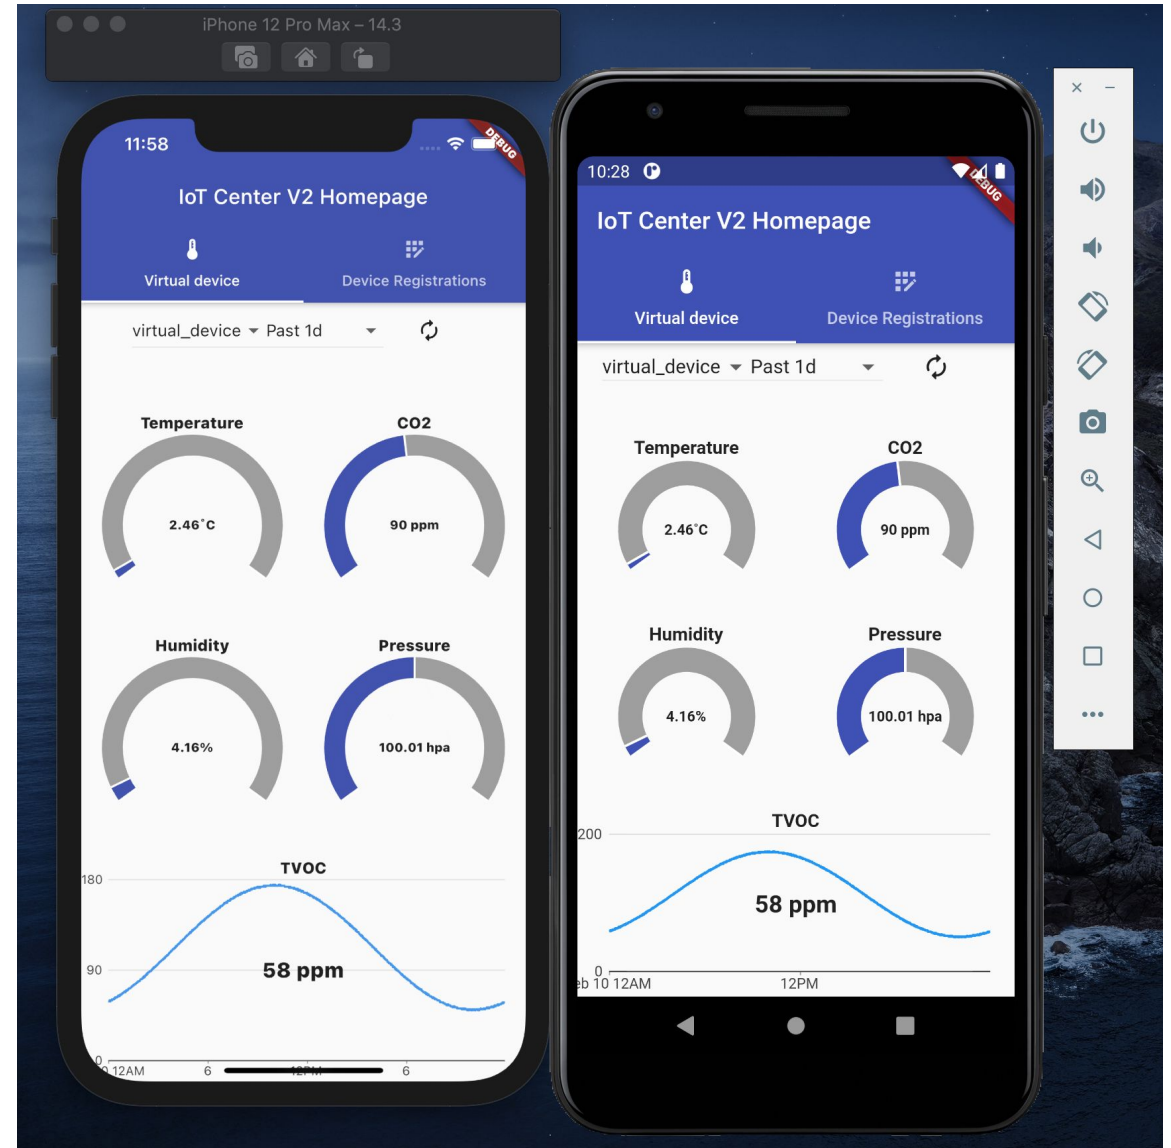 iPhone 12 Pro Max – 14.3
11:58
DEBUG
IoT Center V2 Homepage
Virtual device
Device Registrations
virtual_device
Past 1d
Temperature
CO2
2.46°C
90 ppm
Humidity
Pressure
4.16%
100.01 hpa
TVOC
180
90
58 ppm
0
12AM
6
12PM
6
10:28
DEBUG
IoT Center V2 Homepage
Virtual device
Device Registrations
virtual_device
Past 1d
Temperature
CO2
2.46°C
90 ppm
Humidity
Pressure
4.16%
100.01 hpa
TVOC
200
58 ppm
0
eb 10 12AM
12PM